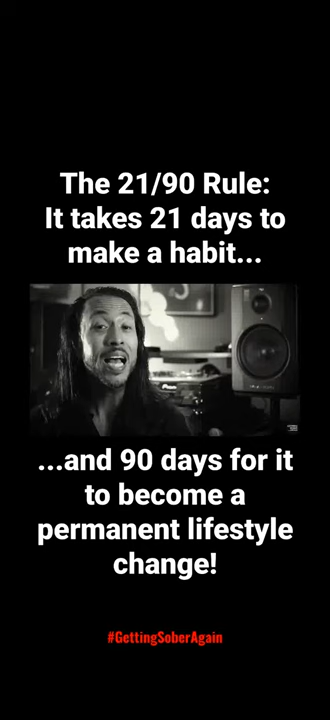 The 21/90 Rule:
It takes 21 days to
make a habit...
...and 90 days for it
to become a
permanent lifestyle
change!
#GettingSoberAgain